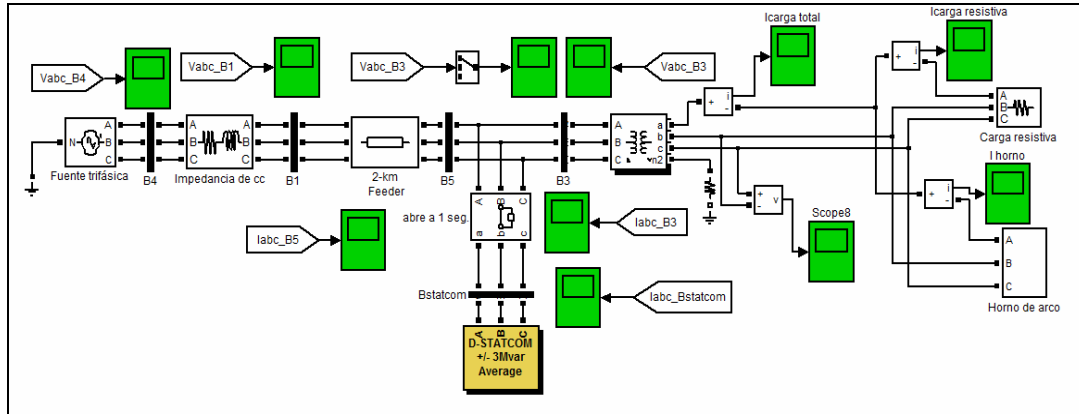 Icarga total
Icarga resistiva
Vabc_B4
Vabc_B1
Vabc_B3
Vabc_B3
+ i
-
+ i
-
A
B
C
Carga resistiva
N A
B
C
Fuente trifásica
B4
A A
B B
C C
Impedancia de cc
B1
2-km
Feeder
B5
B3
A a
B b
c
C n2
+
- v
I horno
+ i
-
Scope8
A
B
C
Horno de arco
abre a 1 seg.
A B C
a b c
Iabc_B5
Iabc_B3
Iabc_Bstatcom
Bstatcom
A B C
D-STATCOM
+/- 3Mvar
Average